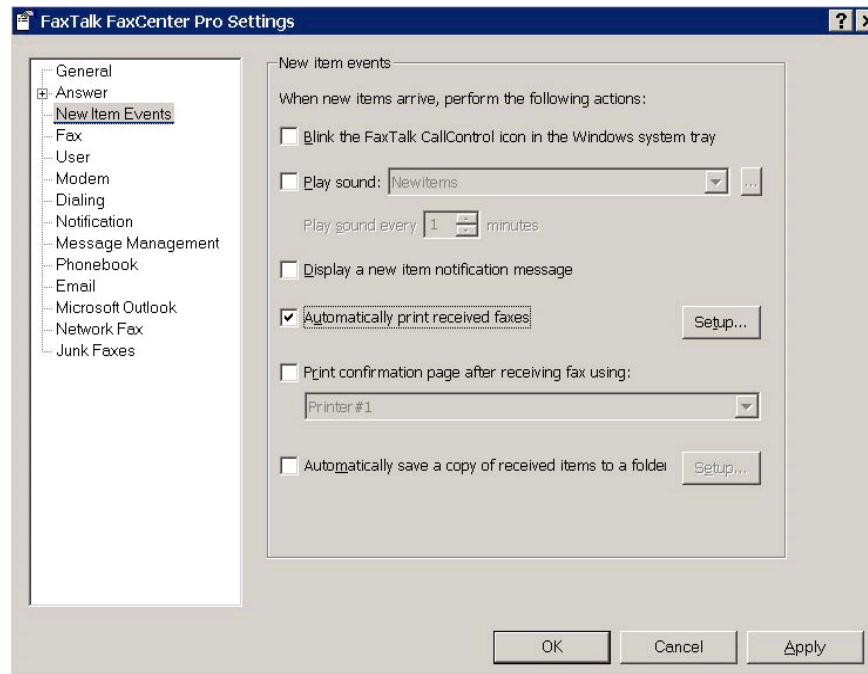 FaxTalk FaxCenter Pro Settings
General
Answer
New Item Events
Fax
User
Modem
Dialing
Notification
Message Management
Phonebook
Email
Microsoft Outlook
Network Fax
Junk Faxes
New item events
When new items arrive, perform the following actions:
Blink the FaxTalk CallControl icon in the Windows system tray
Play sound: Newitems ...
Play sound every 1 minutes
Display a new item notification message
Automatically print received faxes Setup...
Print confirmation page after receiving fax using:
Printer#1
Automatically save a copy of received items to a folder Setup...
OK Cancel Apply